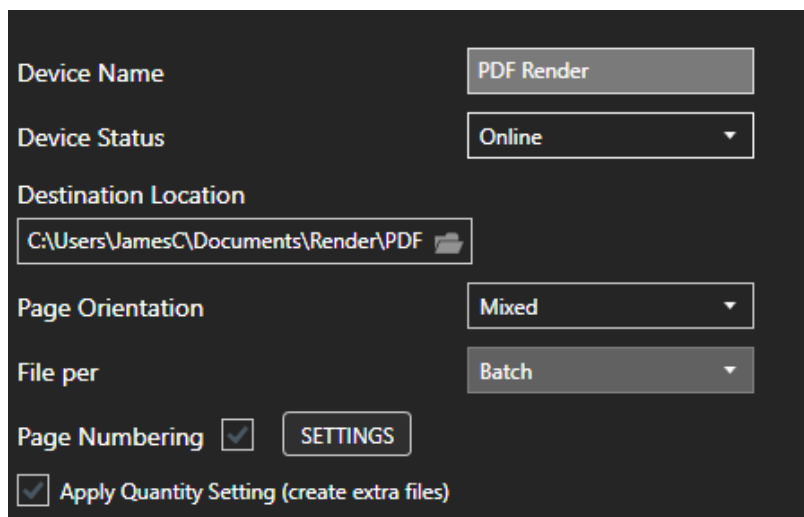 Device Name PDF Render
Device Status Online
Destination Location
C:\Users\JamesC\Documents\Render\PDF
Page Orientation Mixed
File per Batch
Page Numbering SETTINGS
Apply Quantity Setting (create extra files)